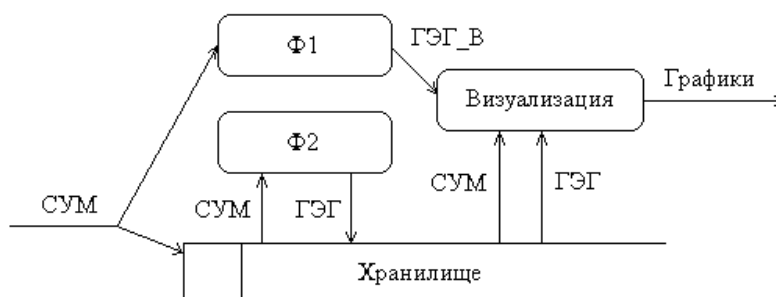 Ф1
ГЭГ_В
Визуализация
Графики
Ф2
СУМ
СУМ
ГЭГ
СУМ
ГЭГ
Хранилище